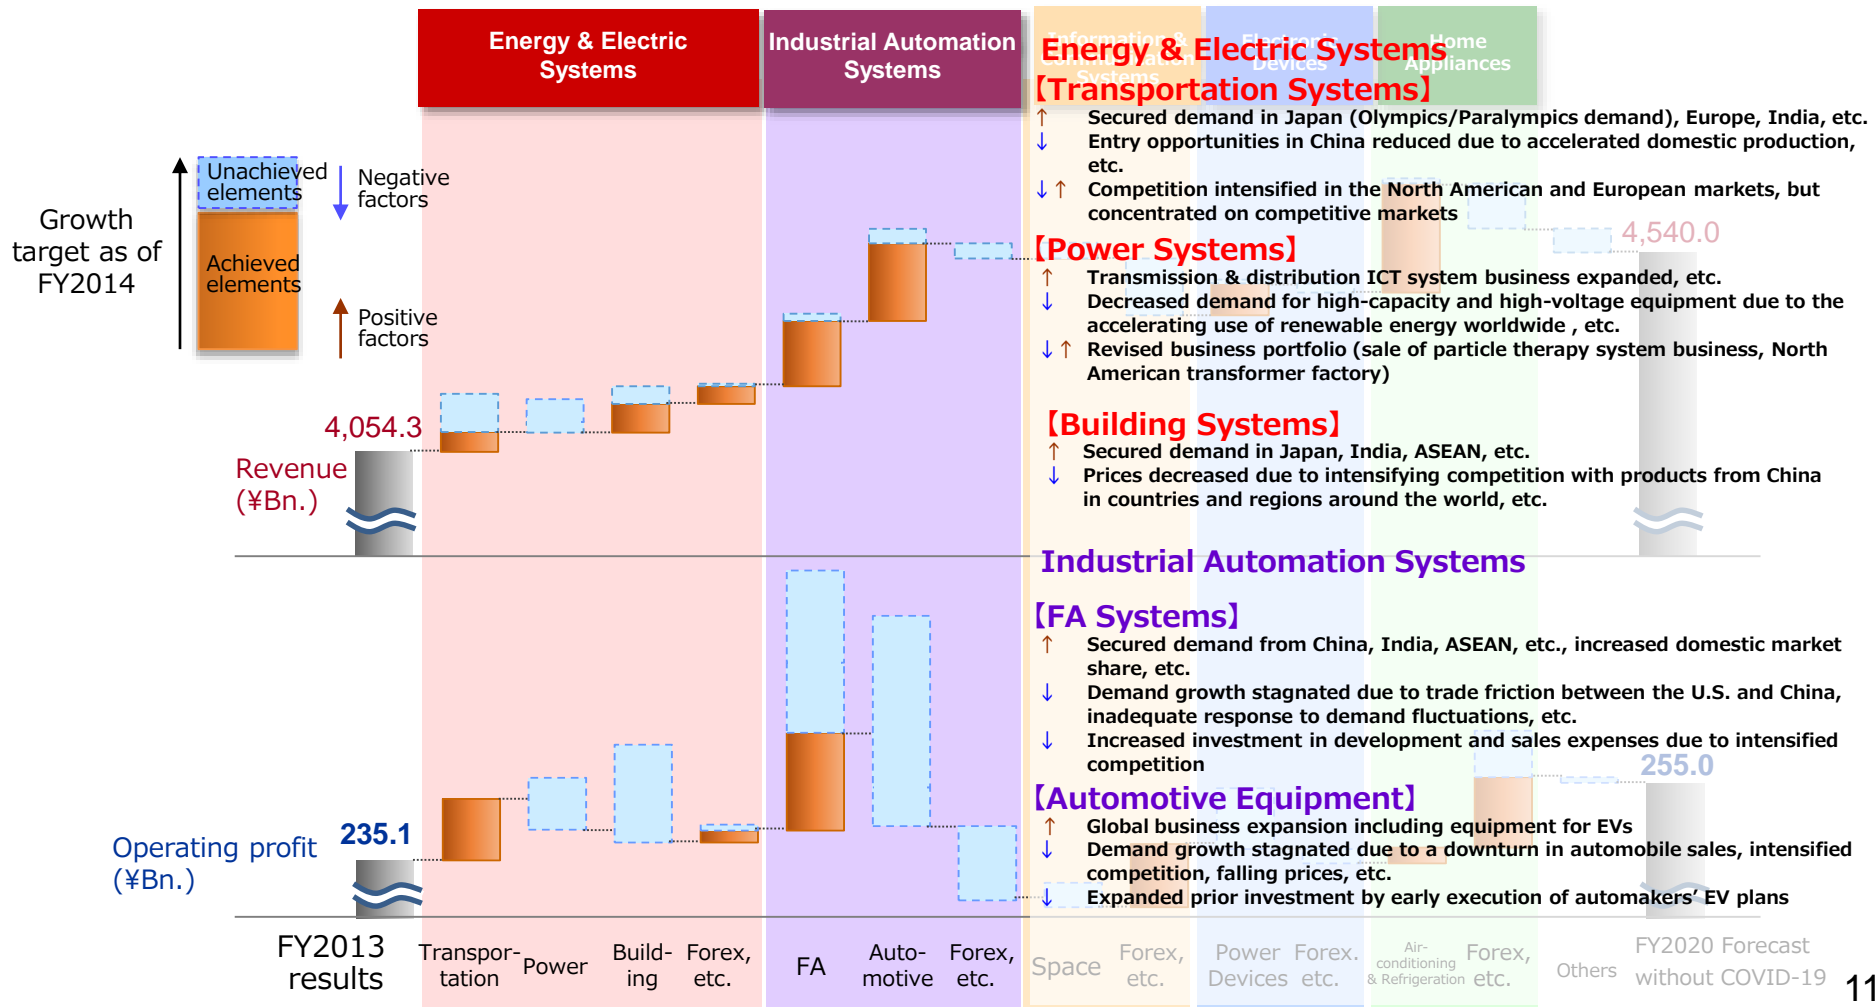 Energy & Electric
Systems
Industrial Automation
Systems
Information &
Communication
Systems
Electronic
Devices
Home
Appliances
Energy & Electric Systems
【Transportation Systems】
↑ Secured demand in Japan (Olympics/Paralympics demand), Europe, India, etc.
↓ Entry opportunities in China reduced due to accelerated domestic production,
etc.
↓↑ Competition intensified in the North American and European markets, but
concentrated on competitive markets
【Power Systems】
↑ Transmission & distribution ICT system business expanded, etc.
↓ Decreased demand for high-capacity and high-voltage equipment due to the
accelerating use of renewable energy worldwide , etc.
↓↑ Revised business portfolio (sale of particle therapy system business, North
American transformer factory)
【Building Systems】
↑ Secured demand in Japan, India, ASEAN, etc.
↓ Prices decreased due to intensifying competition with products from China
in countries and regions around the world, etc.
Industrial Automation Systems
【FA Systems】
↑ Secured demand from China, India, ASEAN, etc., increased domestic market
share, etc.
↓ Demand growth stagnated due to trade friction between the U.S. and China,
inadequate response to demand fluctuations, etc.
↓ Increased investment in development and sales expenses due to intensified
competition
【Automotive Equipment】
↑ Global business expansion including equipment for EVs
↓ Demand growth stagnated due to a downturn in automobile sales, intensified
competition, falling prices, etc.
↓ Expanded prior investment by early execution of automakers' EV plans
Growth
target as of
FY2014
Unachieved
elements
Achieved
elements
Negative
factors
Positive
factors
4,054.3
Revenue
(¥Bn.)
4,540.0
235.1
Operating profit
(¥Bn.)
255.0
FY2013
results
Transpor-
tation
Power
Build-
ing
Forex,
etc.
FA
Auto-
motive
Forex,
etc.
Space
Forex,
etc.
Power
Devices
Forex.
etc.
Air-
conditioning
& Refrigeration
Forex,
etc.
Others
FY2020 Forecast
without COVID-19
11